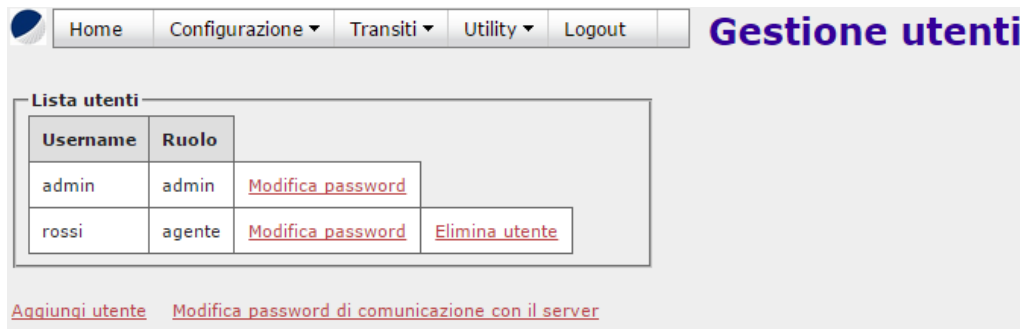 Home Configurazione ▾ Transiti ▾ Utility ▾ Logout Gestione utenti
Lista utenti
Username Ruolo
admin admin Modifica password
rossi agente Modifica password Elimina utente
Aggiungi utente Modifica password di comunicazione con il server